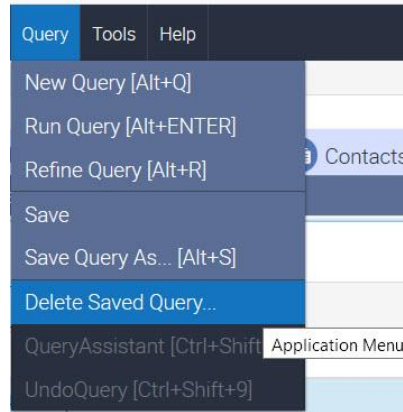 Query Tools Help
New Query [Alt+Q]
Run Query [Alt+ENTER]
Refine Query [Alt+R]
Contacts
Save
Save Query As... [Alt+S]
Delete Saved Query...
QueryAssistant [Ctrl+Shift
Application Menu
UndoQuery [Ctrl+Shift+9]